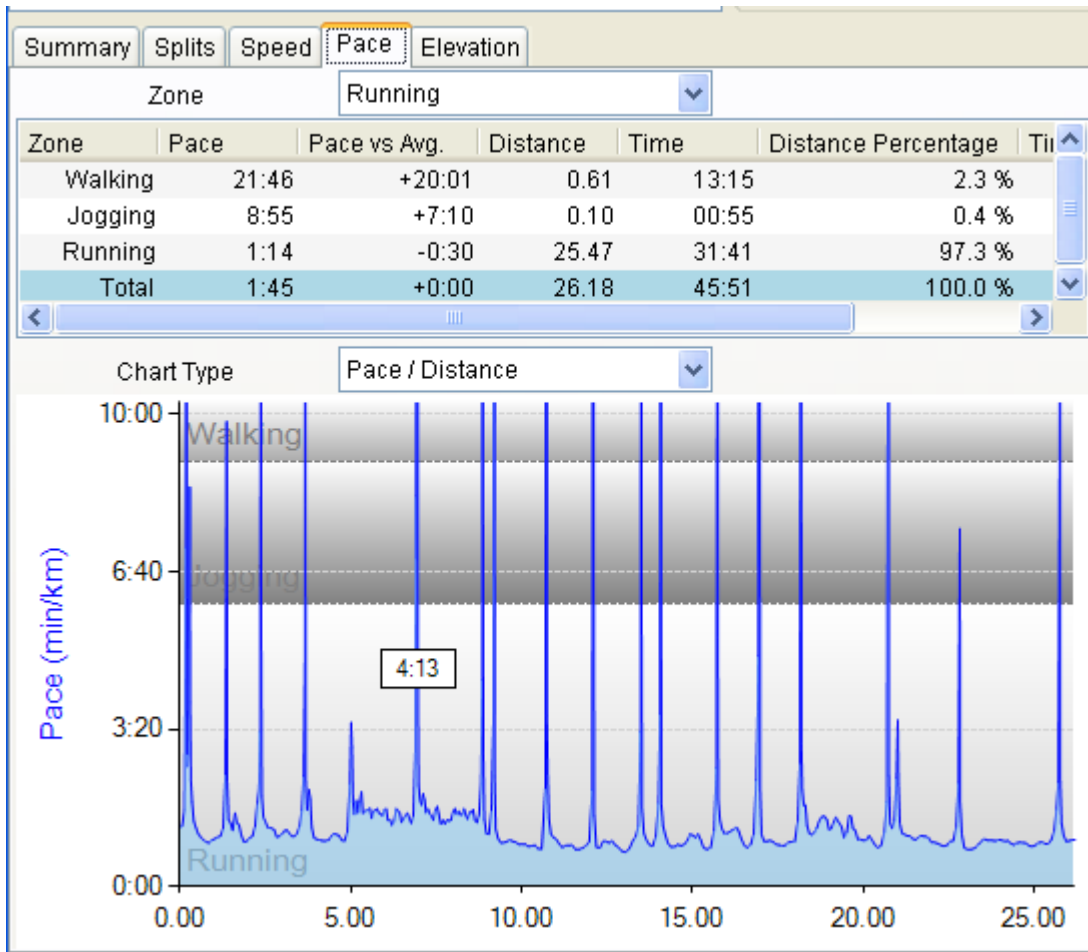 Summary Splits Speed Pace Elevation
Zone Running
Zone Pace Pace vs Avg. Distance Time Distance Percentage
Walking 21:46 +20:01 0.61 13:15 2.3 %
Jogging 8:55 +7:10 0.10 00:55 0.4 %
Running 1:14 -0:30 25.47 31:41 97.3 %
Total 1:45 +0:00 26.18 45:51 100.0 %
Chart Type Pace / Distance
10:00
Walking
6:40
Jogging
Pace (min/km)
4:13
3:20
Running
0:00
0.00 5.00 10.00 15.00 20.00 25.00